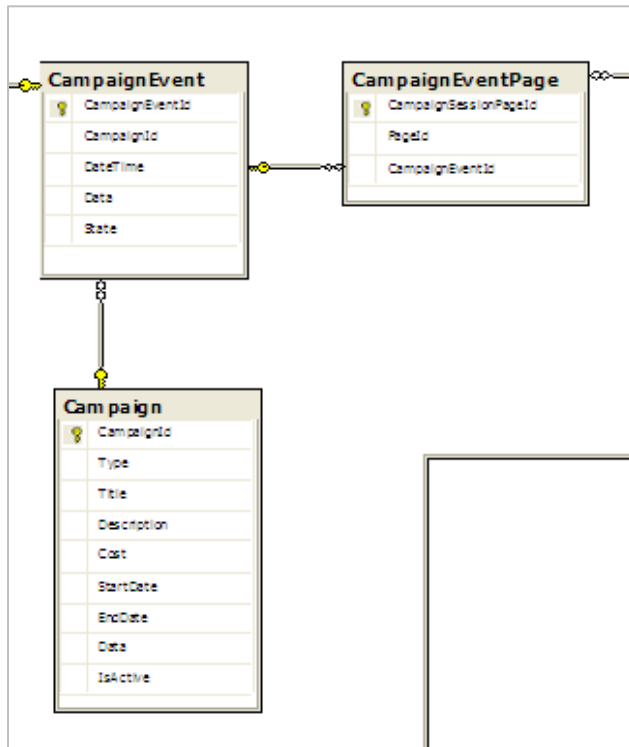 CampaignEvent
CampaignEventId
CampaignId
DateTime
Data
State
CampaignEventPage
CampaignSessionPageId
PageId
CampaignEventId
Campaign
CampaignId
Type
Title
Description
Cost
StartDate
EndDate
Data
IsActive